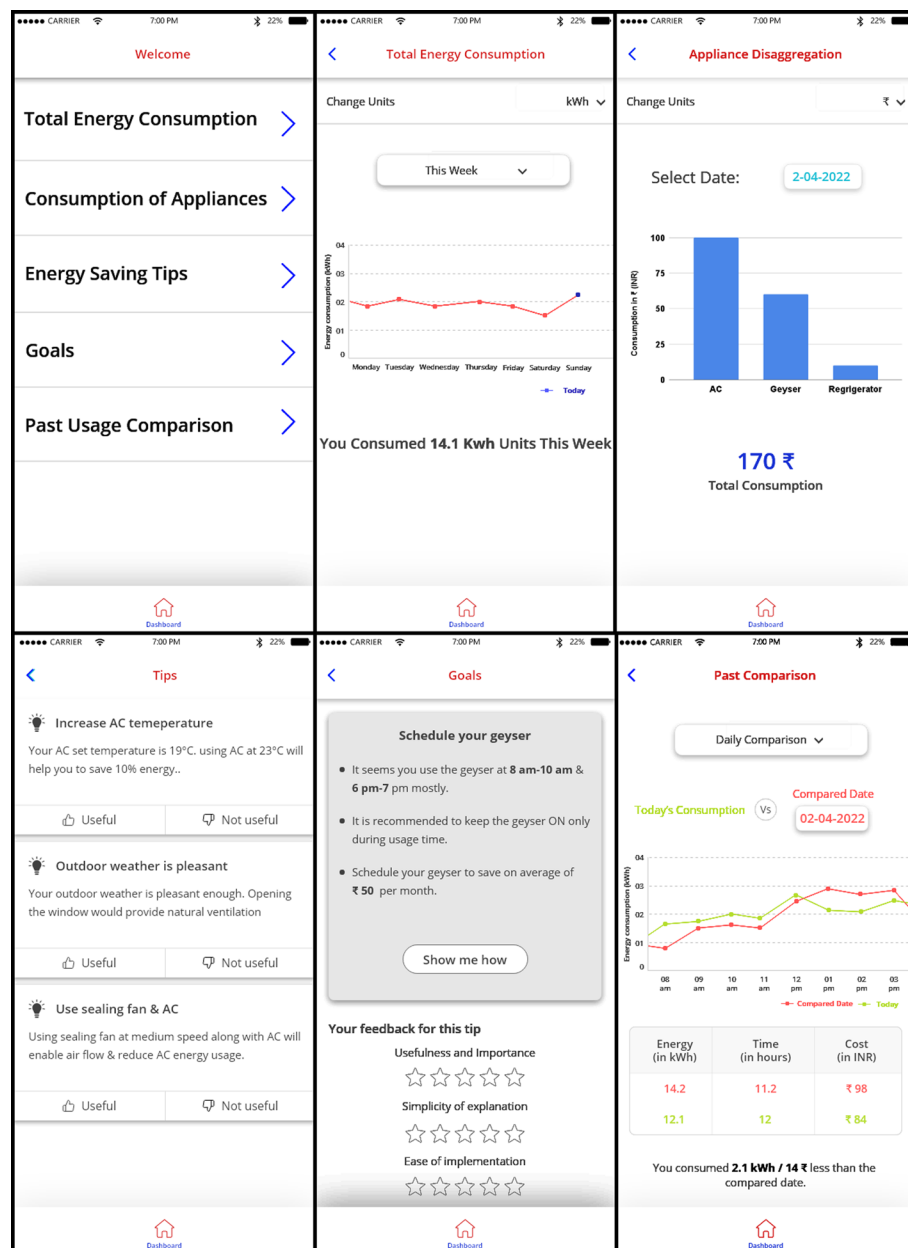 CARRIER 7:00 PM 22%
Welcome
Total Energy Consumption
Consumption of Appliances
Energy Saving Tips
Goals
Past Usage Comparison
Dashboard
CARRIER 7:00 PM 22%
Total Energy Consumption
Change Units kWh
This Week
Energy consumption (kWh)
04
03
02
01
0
Monday Tuesday Wednesday Thursday Friday Saturday Sunday
Today
You Consumed 14.1 Kwh Units This Week
Dashboard
CARRIER 7:00 PM 22%
Appliance Disaggregation
Change Units ₹
Select Date: 2-04-2022
Consumption in ₹ (INR)
100
75
50
25
0
AC Geyser Regrigerator
170 ₹
Total Consumption
Dashboard
CARRIER 7:00 PM 22%
Tips
Increase AC temeperature
Your AC set temperature is 19°C. using AC at 23°C will
help you to save 10% energy..
Useful Not useful
Outdoor weather is pleasant
Your outdoor weather is pleasant enough. Opening
the window would provide natural ventilation
Useful Not useful
Use sealing fan & AC
Using sealing fan at medium speed along with AC will
enable air flow & reduce AC energy usage.
Useful Not useful
Dashboard
CARRIER 7:00 PM 22%
Goals
Schedule your geyser
It seems you use the geyser at 8 am-10 am &
6 pm-7 pm mostly.
It is recommended to keep the geyser ON only
during usage time.
Schedule your geyser to save on average of
₹ 50 per month.
Show me how
Your feedback for this tip
Usefulness and Importance
Simplicity of explanation
Ease of implementation
Dashboard
CARRIER 7:00 PM 22%
Past Comparison
Daily Comparison
Today's Consumption Vs Compared Date
02-04-2022
Energy consumption (kWh)
04
03
02
01
0
08 am 09 am 10 am 11 am 12 pm 01 pm 02 pm 03 pm
Compared Date Today
Energy (in kWh) Time (in hours) Cost (in INR)
14.2 11.2 ₹ 98
12.1 12 ₹ 84
You consumed 2.1 kWh / 14 ₹ less than the
compared date.
Dashboard